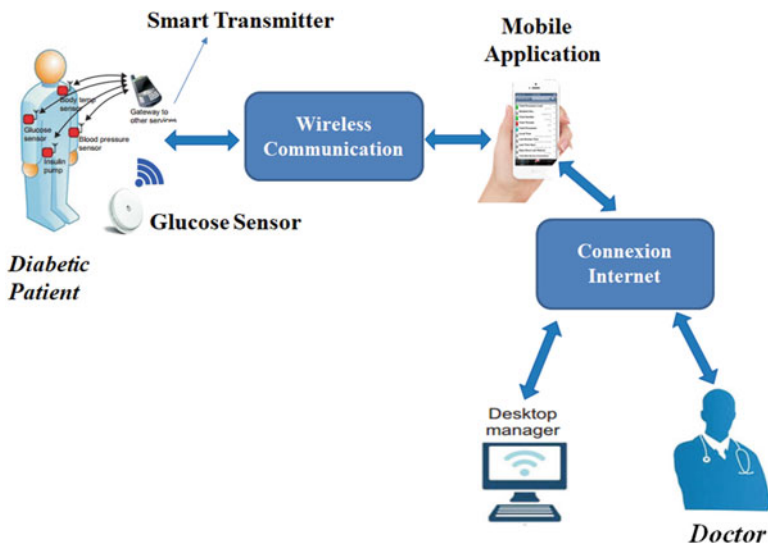 Smart Transmitter
Mobile
Application
Body temp
sensor
Gateway to
other services
Glucose
sensor
Blood pressure
sensor
Insulin
pump
Wireless
Communication
Glucose Sensor
Diabetic
Patient
Connexion
Internet
Desktop
manager
Doctor